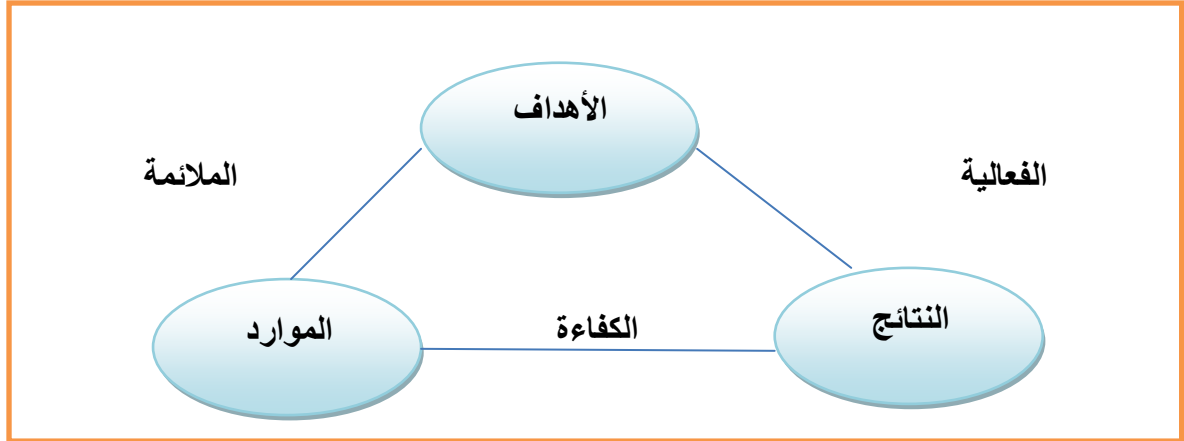 الأهداف
الفعالية
الملائمة
النتائج
الكفاءة
الموارد